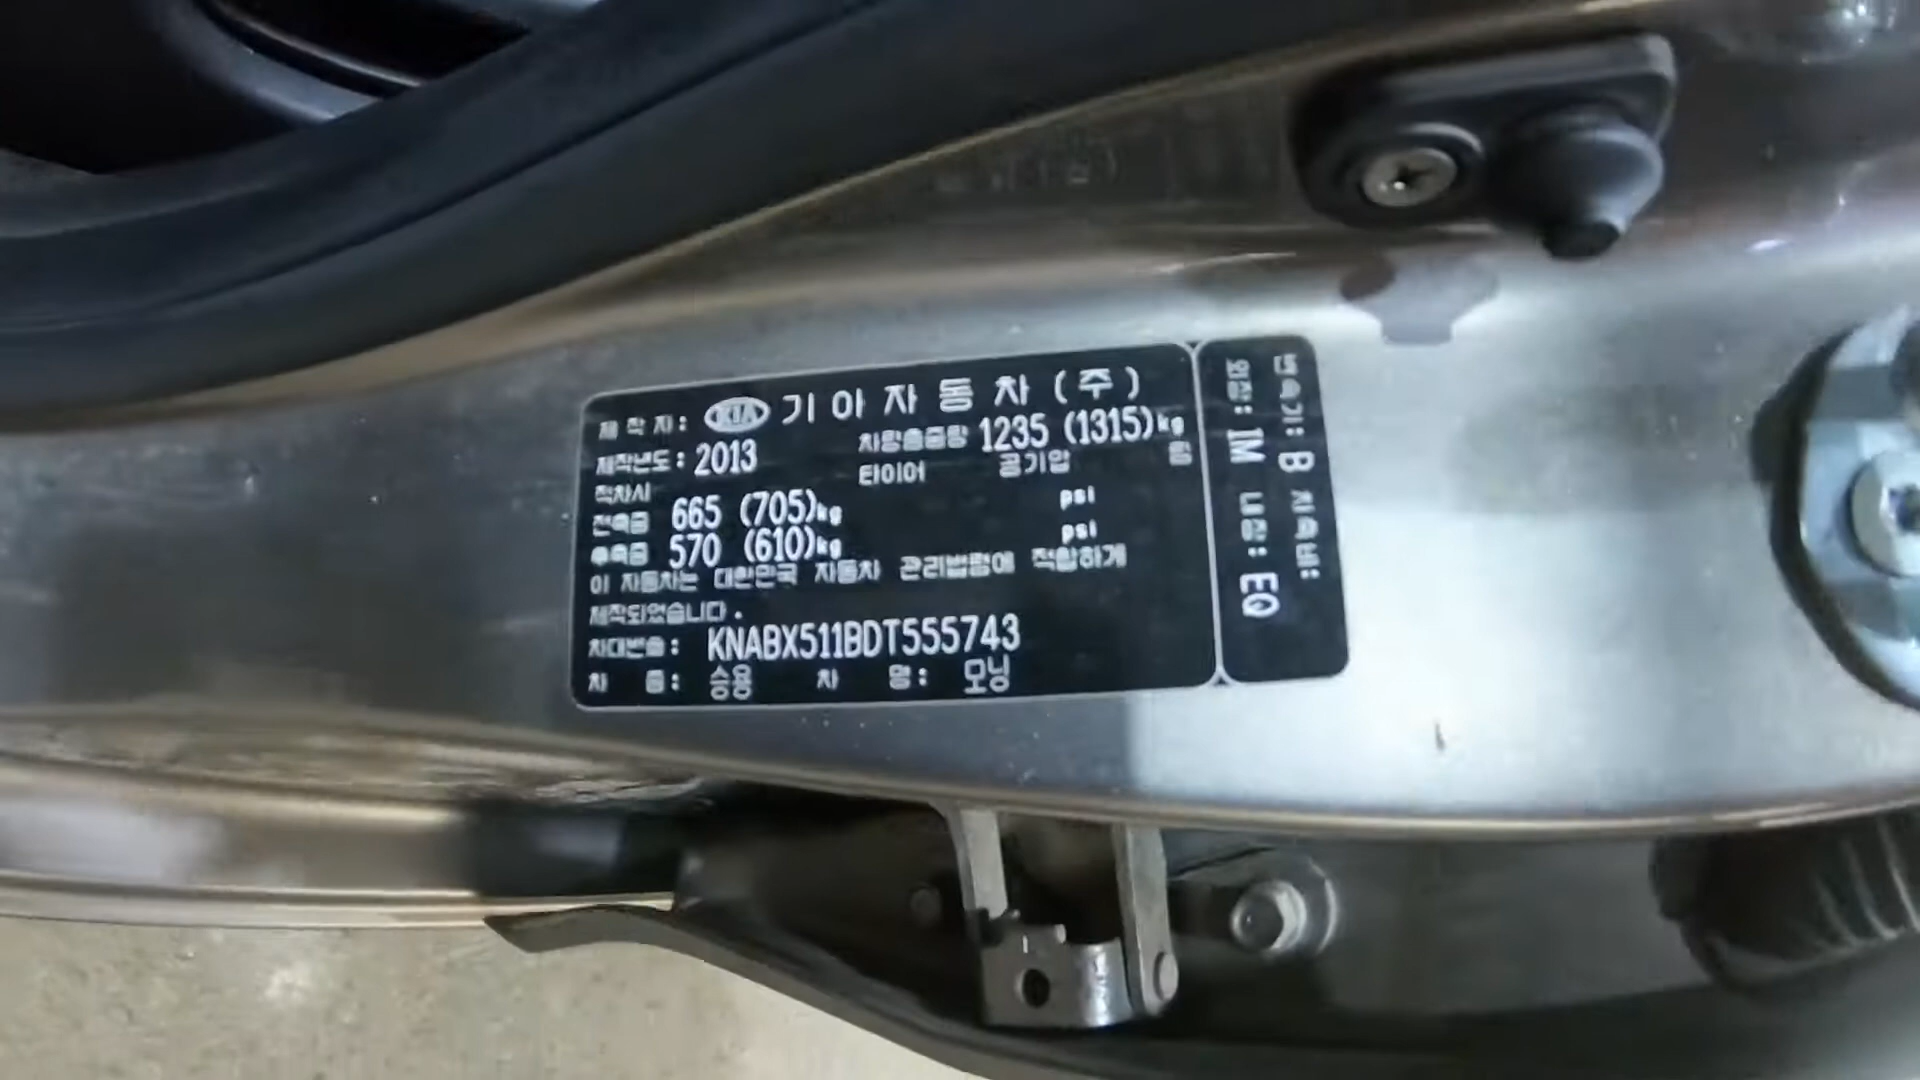 제 작 자: KIA 기 아 자 동 차 (주)
제작년도: 2013 차량총중량 1235 (1315)kg
타이어 공기압 림
적차시
전축중 665 (705)kg psi
후축중 570 (610)kg psi
이 자동차는 대한민국 자동차 관리법령에 적합하게
제작되었습니다.
차대번호: KNABX511BDT555743
차 종: 승용 차 명: 모닝
변속기: B 감속비:
외장: 1M 내장: EQ